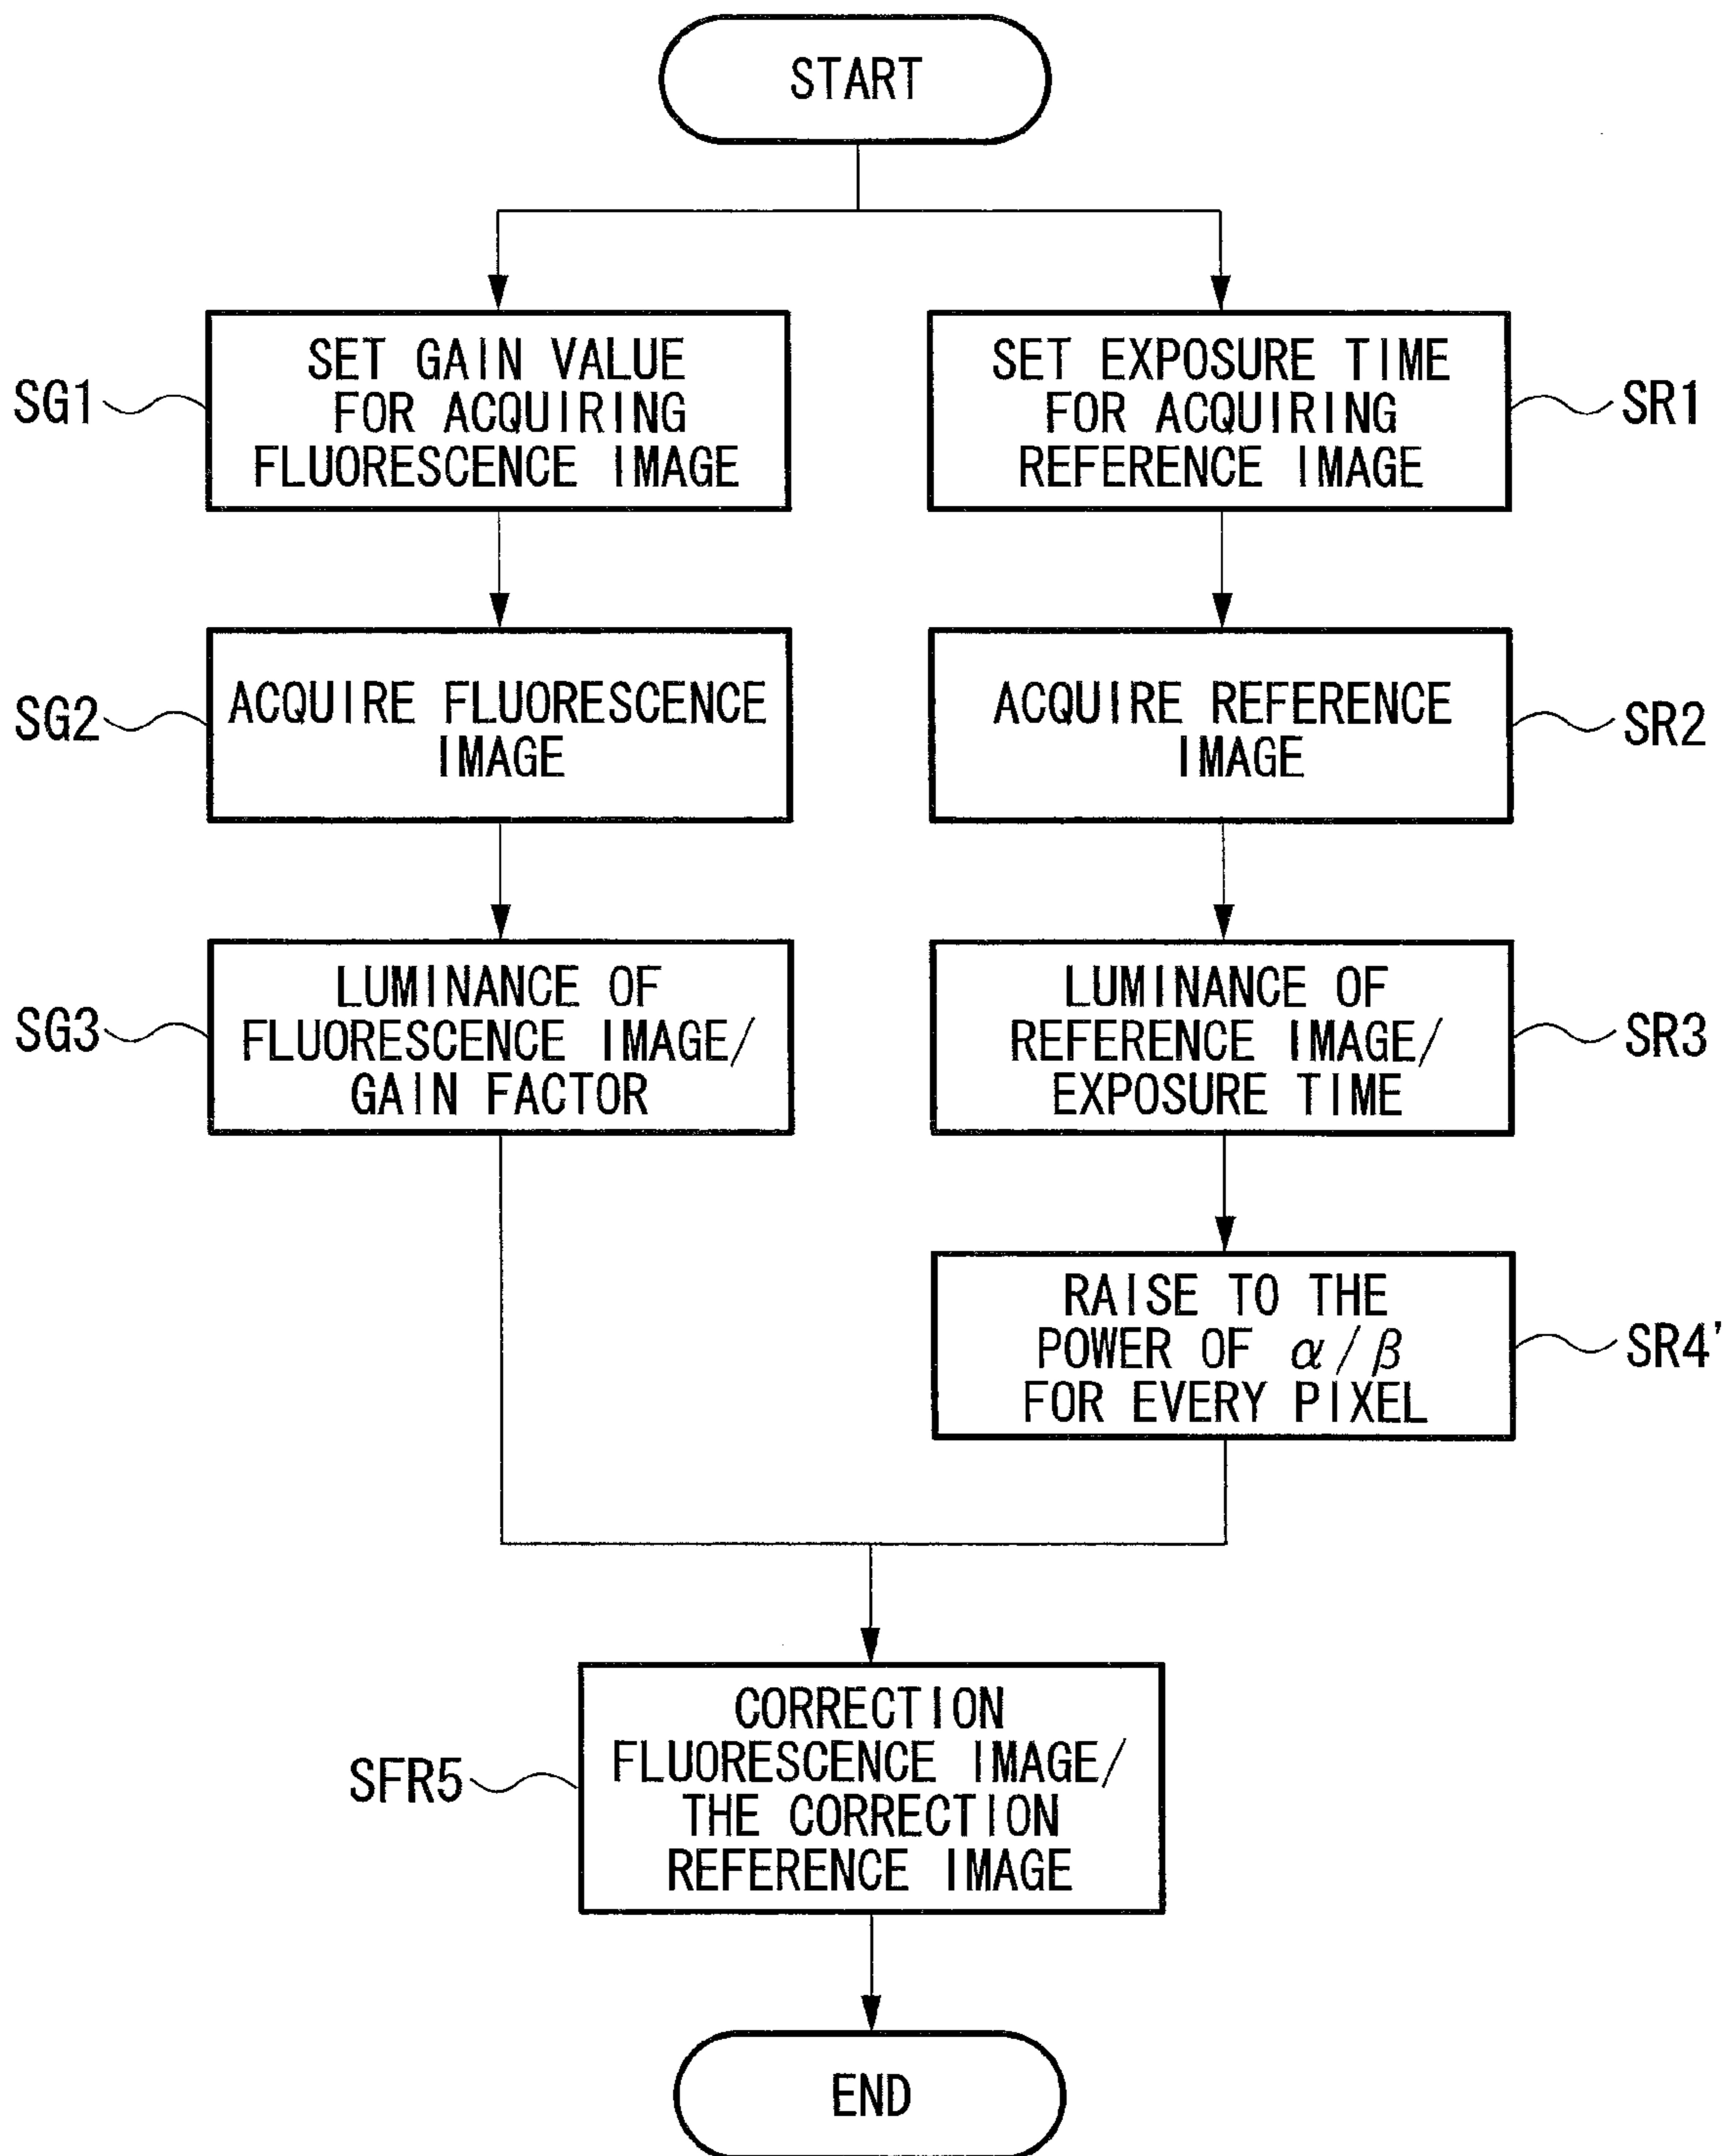 START
SG1
SET GAIN VALUE
FOR ACQUIRING
FLUORESCENCE IMAGE
SET EXPOSURE TIME
FOR ACQUIRING
REFERENCE IMAGE
SR1
SG2
ACQUIRE FLUORESCENCE
IMAGE
ACQUIRE REFERENCE
IMAGE
SR2
SG3
LUMINANCE OF
FLUORESCENCE IMAGE/
GAIN FACTOR
LUMINANCE OF
REFERENCE IMAGE/
EXPOSURE TIME
SR3
RAISE TO THE
POWER OF α/β
FOR EVERY PIXEL
SR4'
SFR5
CORRECTION
FLUORESCENCE IMAGE/
THE CORRECTION
REFERENCE IMAGE
END